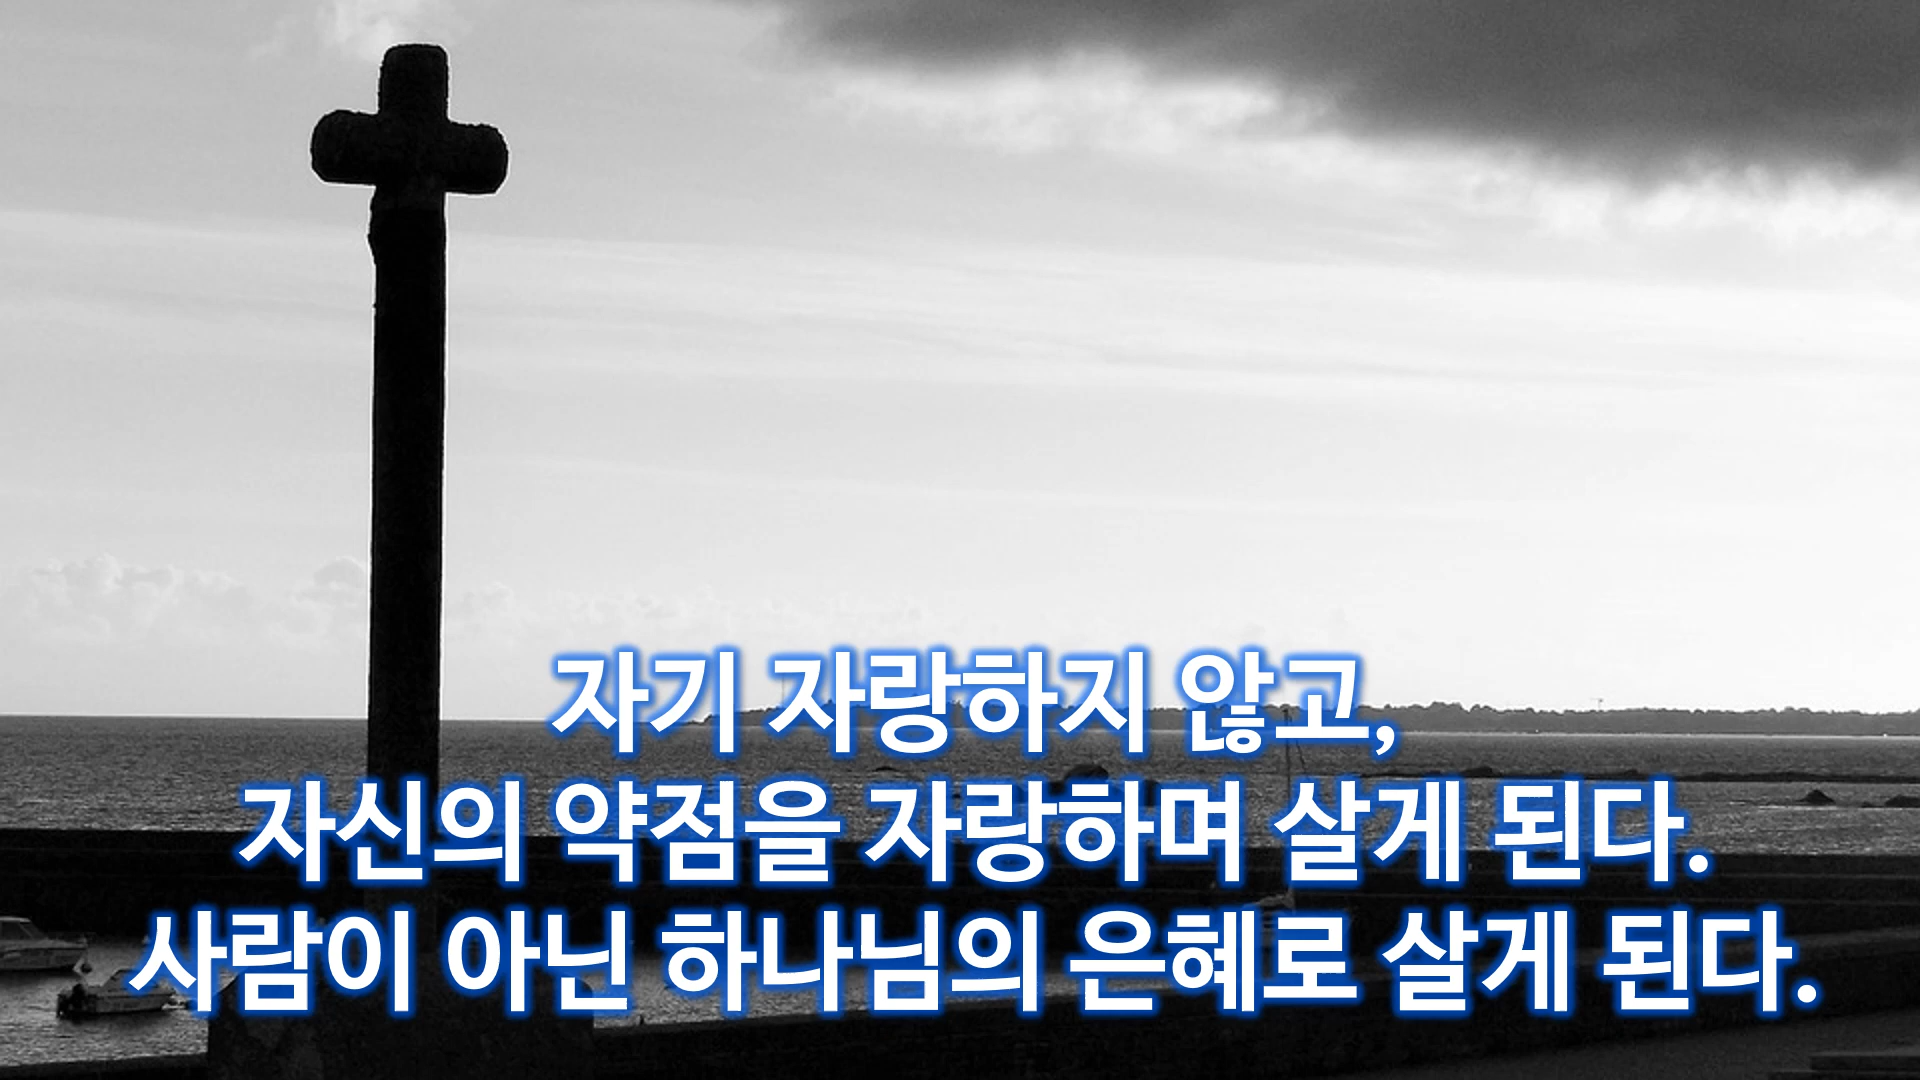 자기 자랑하지 않고,
자신의 약점을 자랑하며 살게 된다.
사람이 아닌 하나님의 은혜로 살게 된다.